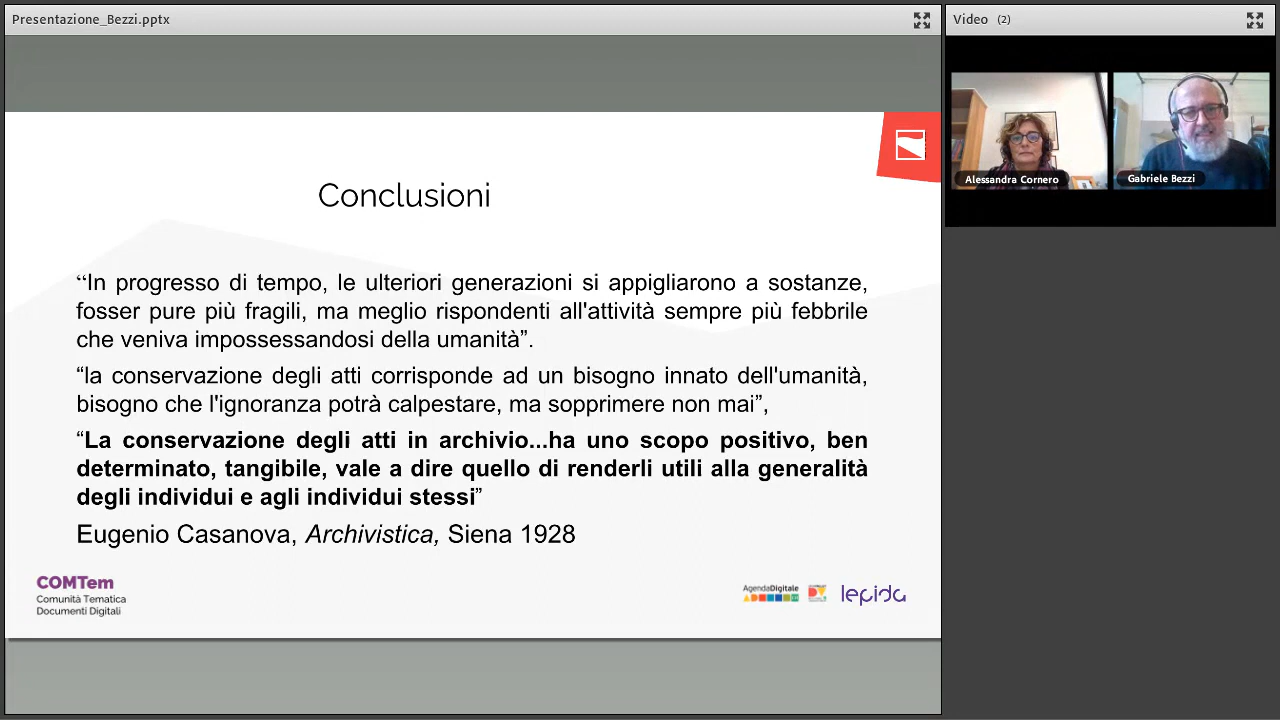 Presentazione_Bezzi.pptx
Video (2)
Alessandra Cornero
Gabriele Bezzi
Conclusioni
“In progresso di tempo, le ulteriori generazioni si appigliarono a sostanze,
fosser pure più fragili, ma meglio rispondenti all'attività sempre più febbrile
che veniva impossessandosi della umanità”.
“la conservazione degli atti corrisponde ad un bisogno innato dell'umanità,
bisogno che l'ignoranza potrà calpestare, ma sopprimere non mai”,
“La conservazione degli atti in archivio...ha uno scopo positivo, ben
determinato, tangibile, vale a dire quello di renderli utili alla generalità
degli individui e agli individui stessi”
Eugenio Casanova, Archivistica, Siena 1928
COMTem
Comunità Tematica
Documenti Digitali
AgendaDigitale
lepida